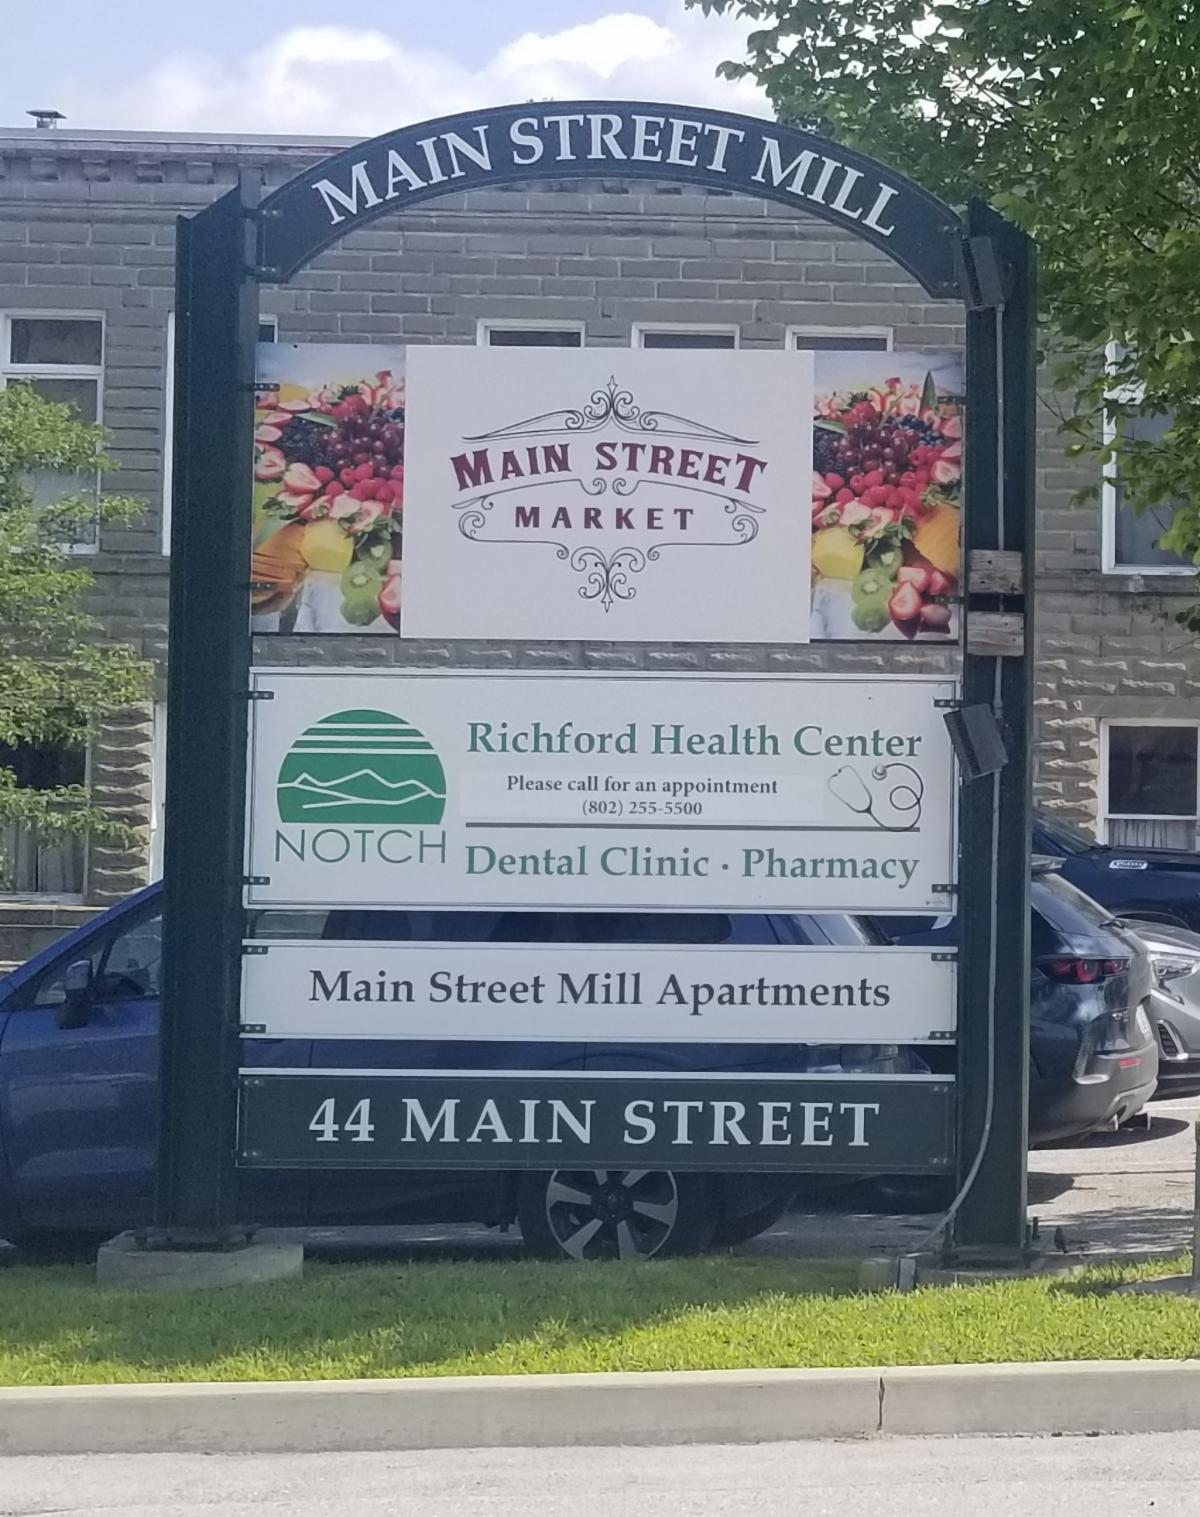 MAIN STREET MILL
MAIN STREET
MARKET
NOTCH
Richford Health Center
Please call for an appointment
(802) 255-5500
Dental Clinic · Pharmacy
Main Street Mill Apartments
44 MAIN STREET